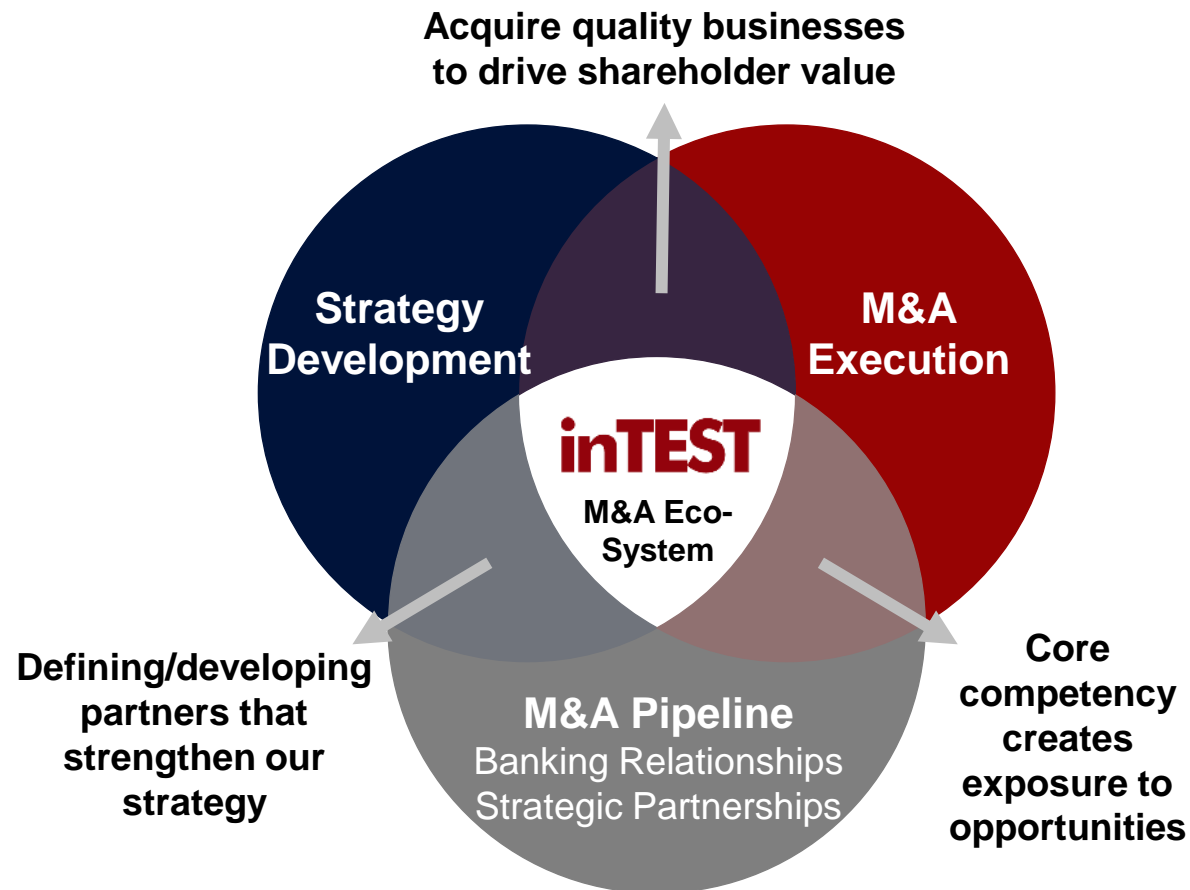 Acquire quality businesses
to drive shareholder value
Strategy
Development
M&A
Execution
inTEST
M&A Eco-
System
Defining/developing
partners that
strengthen our
strategy
M&A Pipeline
Banking Relationships
Strategic Partnerships
Core
competency
creates
exposure to
opportunities